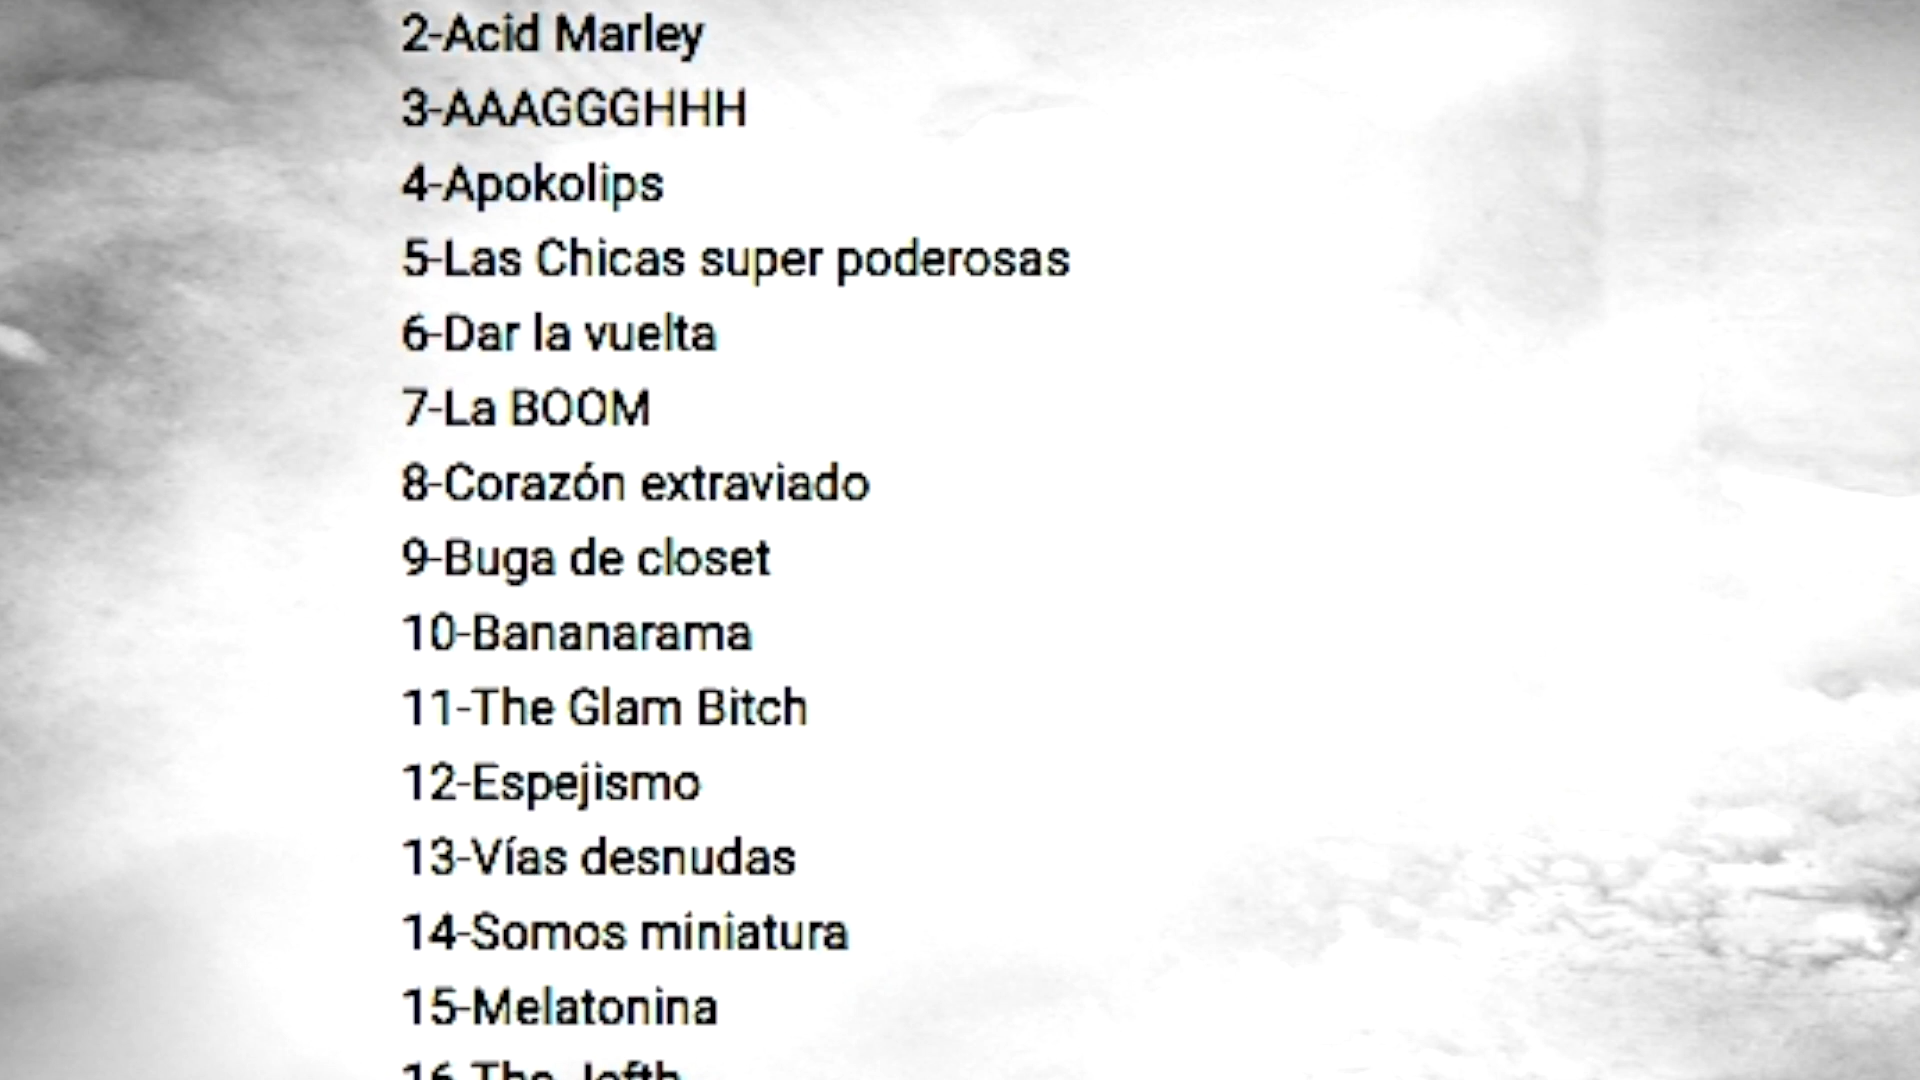 2-Acid Marley
3-AAAGGGHHH
4-Apokolips
5-Las Chicas super poderosas
6-Dar la vuelta
7-La BOOM
8-Corazón extraviado
9-Buga de closet
10-Bananarama
11-The Glam Bitch
12-Espejismo
13-Vías desnudas
14-Somos miniatura
15-Melatonina
16-The